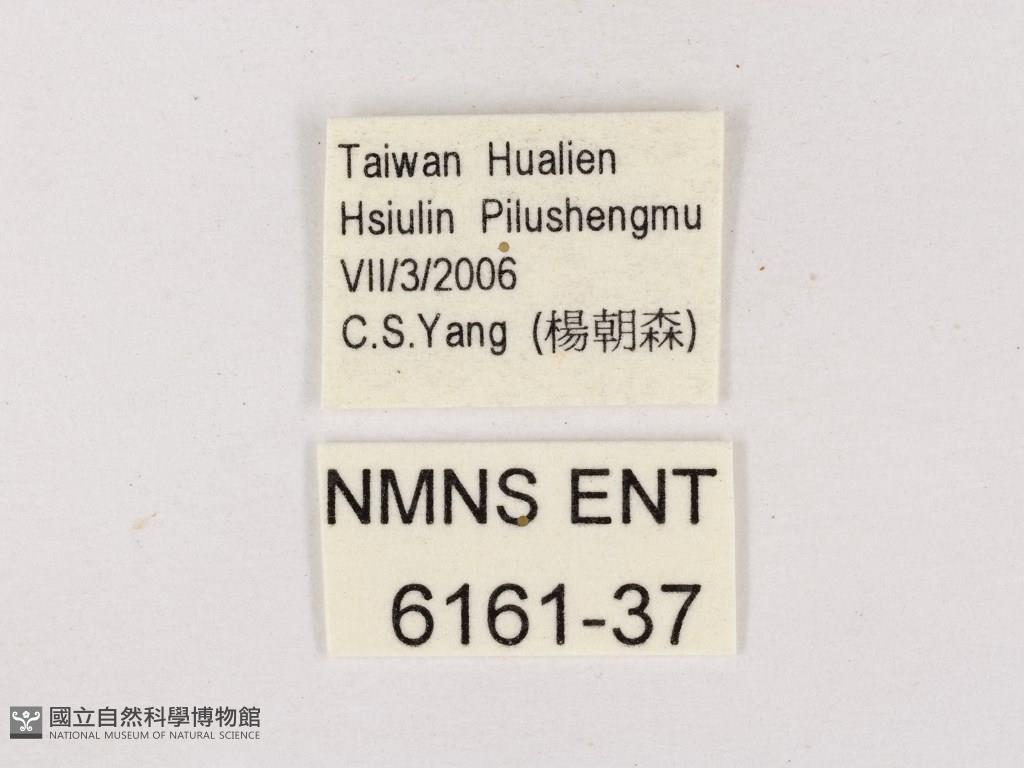 Taiwan Hualien
Hsiulin Pilushengmu
VII/3/2006
C.S.Yang (楊朝森)
NMNS ENT
6161-37
國立自然科學博物館
NATIONAL MUSEUM OF NATURAL SCIENCE